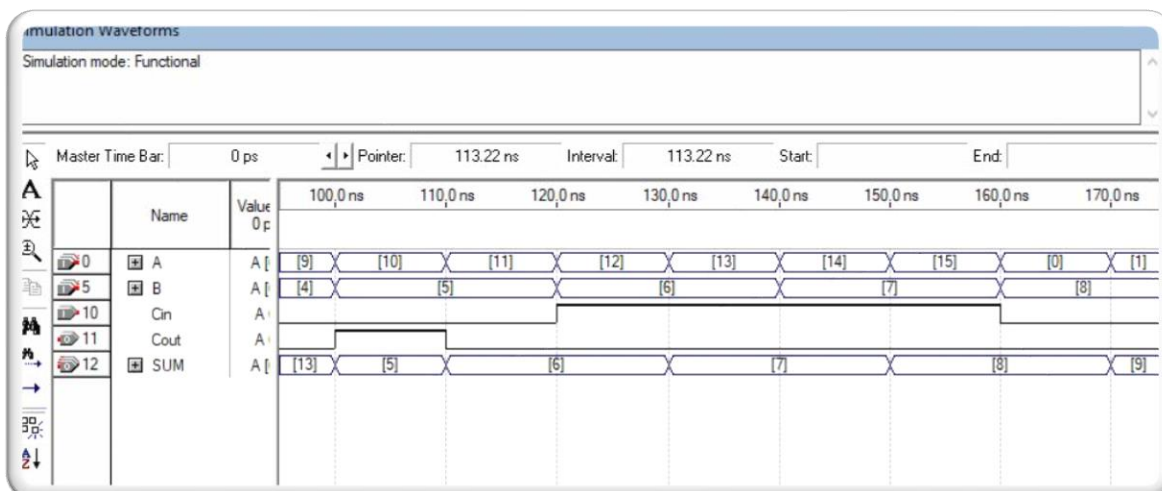 Simulation Waveforms
Simulation mode: Functional
Master Time Bar: 0 ps Pointer: 113.22 ns Interval: 113.22 ns Start: End:
Name Value 0 p 100.0 ns 110.0 ns 120.0 ns 130.0 ns 140.0 ns 150.0 ns 160.0 ns 170.0 ns
0 A A [ [9] [10] [11] [12] [13] [14] [15] [0] [1]
5 B A [ [4] [5] [6] [7] [8]
10 Cin A
11 Cout A
12 SUM A [ [13] [5] [6] [7] [8] [9]